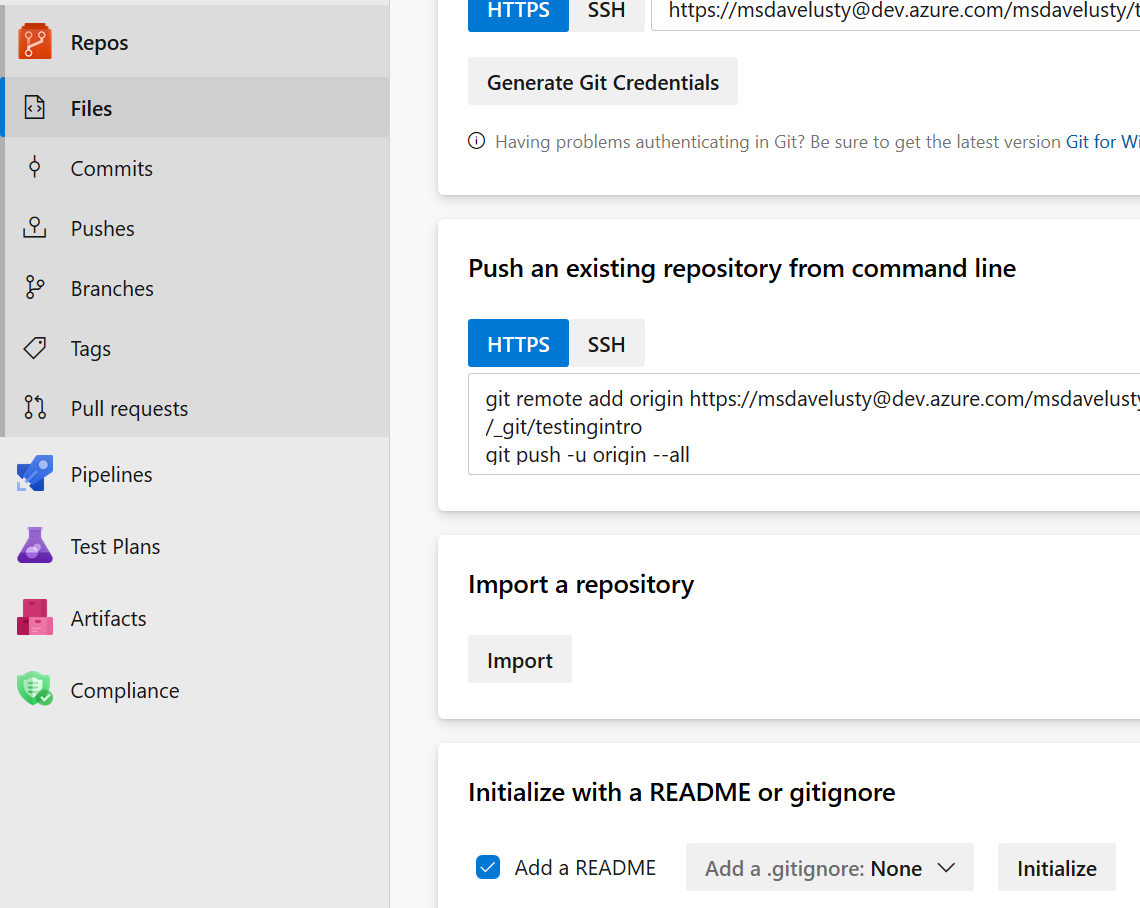 Repos
Files
Commits
Pushes
Branches
Tags
Pull requests
Pipelines
Test Plans
Artifacts
Compliance
HTTPS SSH https://msdavelusty@dev.azure.com/msdavelusty/t
Generate Git Credentials
Having problems authenticating in Git? Be sure to get the latest version Git for Wi
Push an existing repository from command line
HTTPS SSH
git remote add origin https://msdavelusty@dev.azure.com/msdavelusty
/_git/testingintro
git push -u origin --all
Import a repository
Import
Initialize with a README or gitignore
Add a README Add a .gitignore: None Initialize